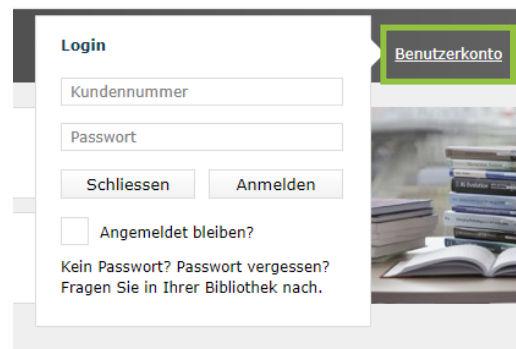 Login
Benutzerkonto
Kundennummer
Passwort
Schliessen Anmelden
Angemeldet bleiben?
Kein Passwort? Passwort vergessen?
Fragen Sie in Ihrer Bibliothek nach.